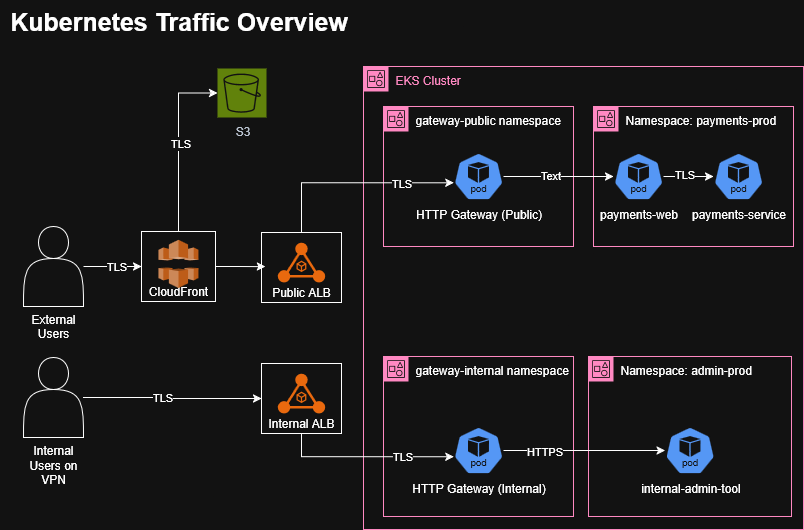 Kubernetes Traffic Overview
EKS Cluster
S3
gateway-public namespace
Namespace: payments-prod
TLS
TLS
Text
TLS
pod
pod
pod
HTTP Gateway (Public)
payments-web
payments-service
TLS
CloudFront
Public ALB
External
Users
gateway-internal namespace
Namespace: admin-prod
TLS
Internal ALB
Internal
Users on
VPN
TLS
HTTPS
pod
pod
HTTP Gateway (Internal)
internal-admin-tool